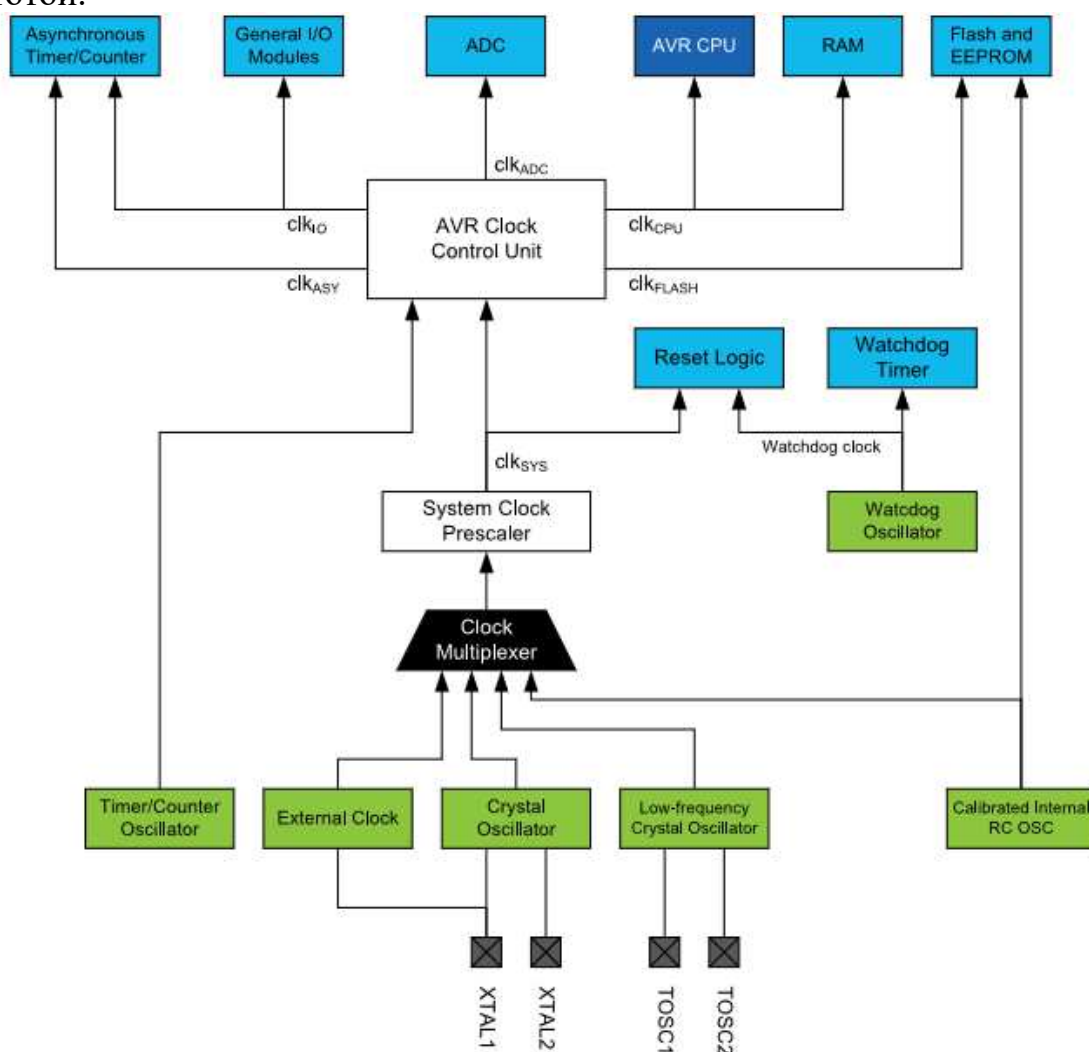 Asynchronous
Timer/Counter
General I/O
Modules
ADC
AVR CPU
RAM
Flash and
EEPROM
clkADC
AVR Clock
Control Unit
clkIO
clkCPU
clkASY
clkFLASH
Reset Logic
Watchdog
Timer
Watchdog clock
clkSYS
System Clock
Prescaler
Watcdog
Oscillator
Clock
Multiplexer
Timer/Counter
Oscillator
External Clock
Crystal
Oscillator
Low-frequency
Crystal Oscillator
Calibrated Internal
RC OSC
XTAL1
XTAL2
TOSC1
TOSC2